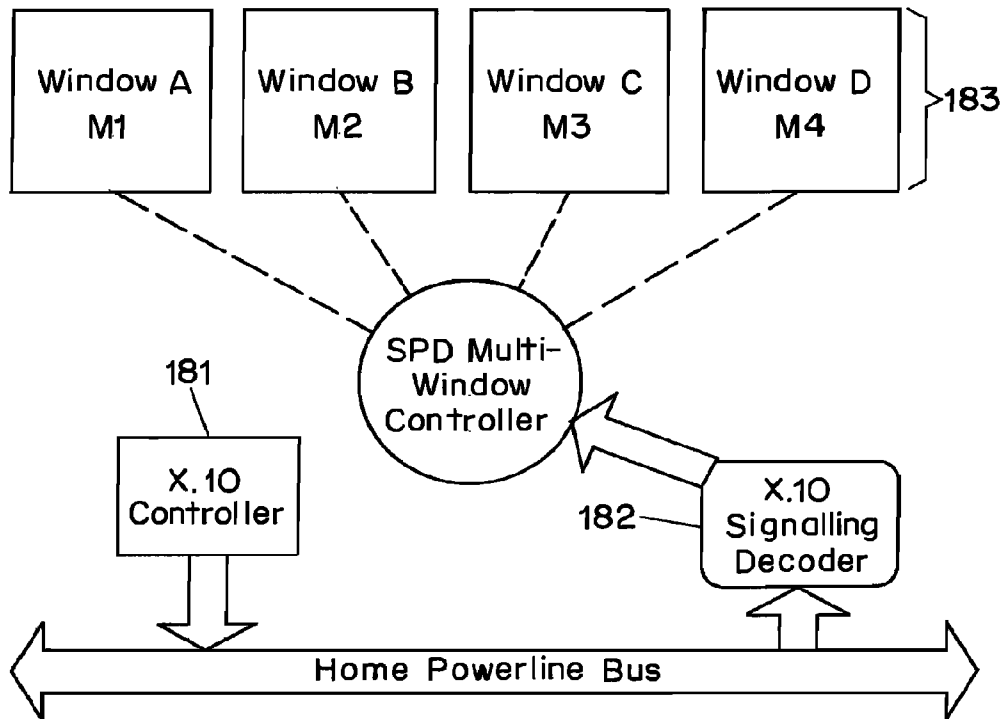 Window A
M1
Window B
M2
Window C
M3
Window D
M4
183
SPD Multi-
Window
Controller
181
X.10
Controller
182
X.10
Signalling
Decoder
Home Powerline Bus